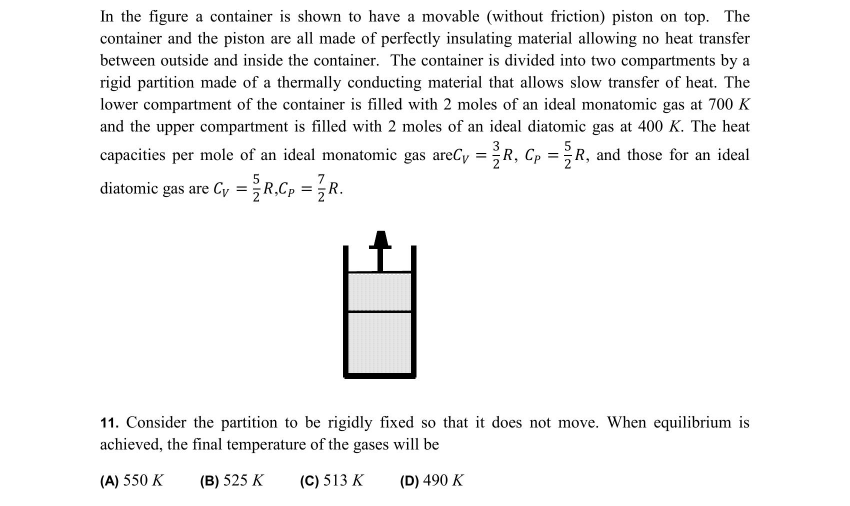 In the figure a container is shown to have a movable (without friction) piston on top. The
container and the piston are all made of perfectly insulating material allowing no heat transfer
between outside and inside the container. The container is divided into two compartments by a
rigid partition made of a thermally conducting material that allows slow transfer of heat. The
lower compartment of the container is filled with 2 moles of an ideal monatomic gas at 700 K
and the upper compartment is filled with 2 moles of an ideal diatomic gas at 400 K. The heat
capacities per mole of an ideal monatomic gas areC_V = 3/2 R, C_P = 5/2 R, and those for an ideal
diatomic gas are C_V = 5/2 R,C_P = 7/2 R.
11. Consider the partition to be rigidly fixed so that it does not move. When equilibrium is
achieved, the final temperature of the gases will be
(A) 550 K (B) 525 K (C) 513 K (D) 490 K